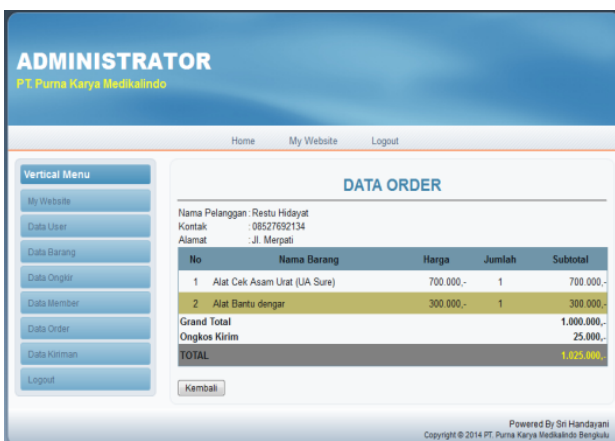 ADMINISTRATOR
PT. Purna Karya Medikalindo
Home My Website Logout
Vertical Menu
My Website
Data User
Data Barang
Data Ongkir
Data Member
Data Order
Data Kiriman
Logout
DATA ORDER
Nama Pelanggan : Restu Hidayat
Kontak : 08527692134
Alamat : Jl. Merpati
No Nama Barang Harga Jumlah Subtotal
1 Alat Cek Asam Urat (UA Sure) 700.000,- 1 700.000,-
2 Alat Bantu dengar 300.000,- 1 300.000,-
Grand Total 1.000.000,-
Ongkos Kirim 25.000,-
TOTAL 1.025.000,-
Kembali
Powered By Sri Handayani
Copyright © 2014 PT. Purna Karya Medikalindo Bengkulu